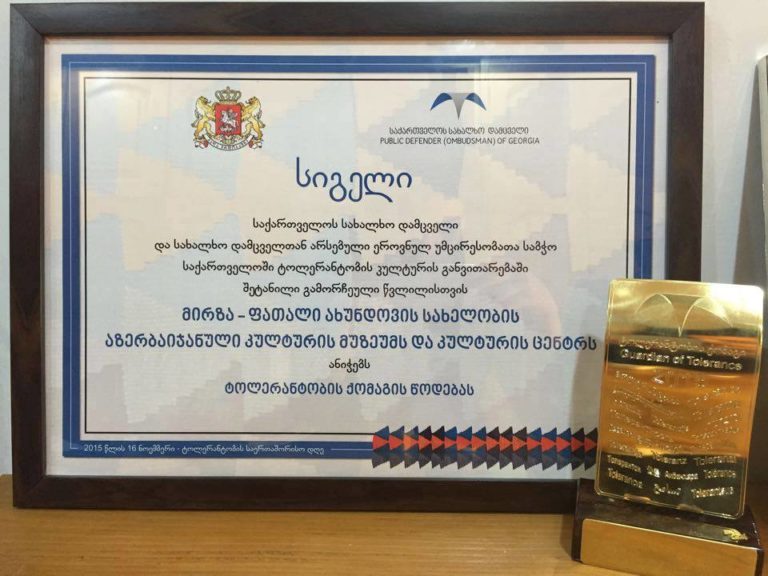 საქართველოს სახალხო დამცველი
PUBLIC DEFENDER (OMBUDSMAN) OF GEORGIA
სიგელი
საქართველოს სახალხო დამცველი
და სახალხო დამცველთან არსებული ეროვნულ უმცირესობათა საბჭო
საქართველოში ტოლერანტობის კულტურის განვითარებაში
შეტანილი გამორჩეული წვლილისთვის
მირზა – ფათალი ახუნდოვის სახელობის
აზერბაიჯანული კულტურის მუზეუმს და კულტურის ცენტრს
ანიჭებს
ტოლერანტობის ქომაგის წოდებას
2015 წლის 16 ნოემბერი - ტოლერანტობის საერთაშორისო დღე
Guardian of Tolerance
Tolerancia